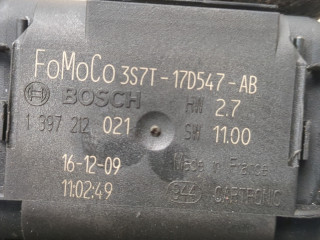 FoMoCo 3S7T-17D547-AB
BOSCH HW 2.7
1 397 212 021 SW 11.00
16-12-09 Made in France
11:02:49 CARTRONIC